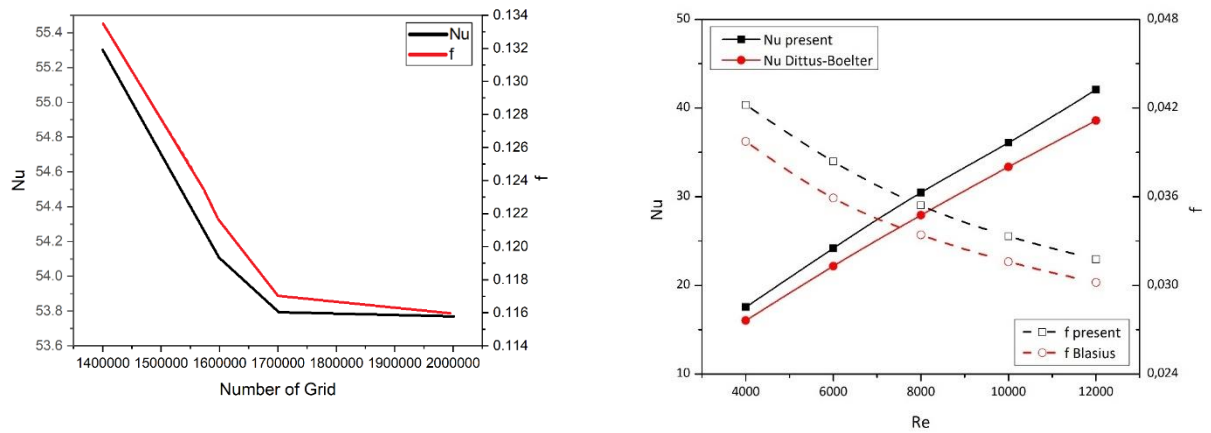 55.4
55.2
55.0
54.8
54.6
54.4
54.2
54.0
53.8
53.6
Nu
Nu
f
0.134
0.132
0.130
0.128
0.126
0.124
0.122
0.120
0.118
0.116
0.114
f
1400000 1500000 1600000 1700000 1800000 1900000 2000000
Number of Grid
50
40
30
20
10
Nu
Nu present
Nu Dittus-Boelter
f present
f Blasius
0,048
0,042
0,036
0,030
0,024
f
4000 6000 8000 10000 12000
Re